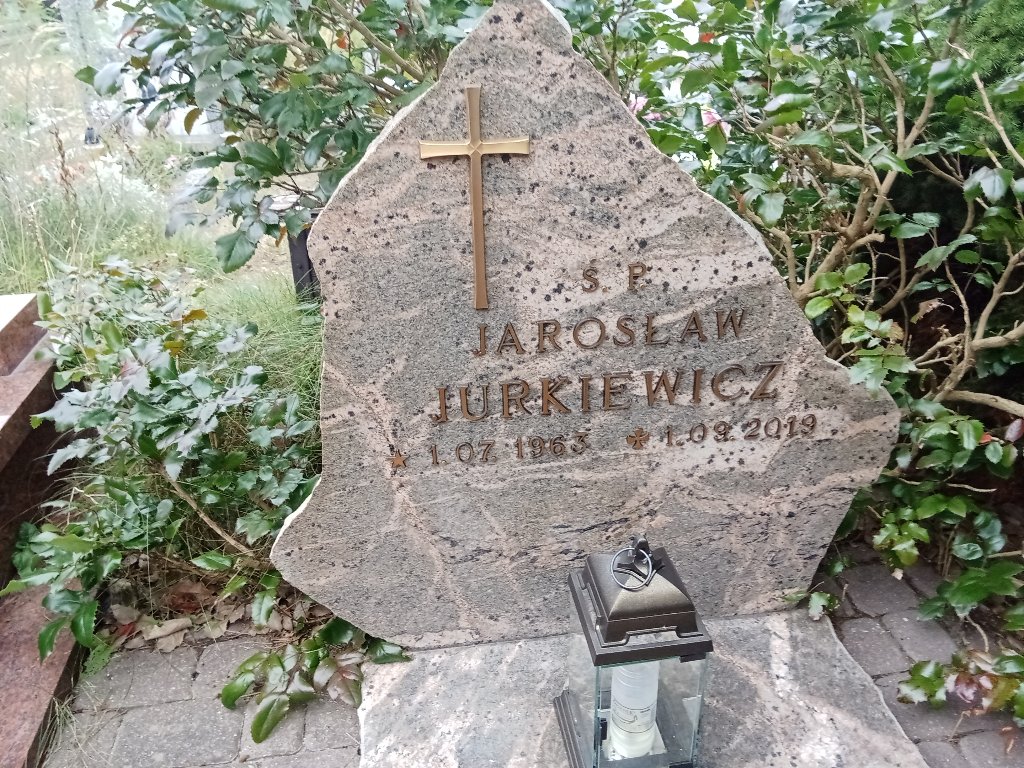 Ś. P.
JAROSŁAW
JURKIEWICZ
1.07.1963 1.09.2019